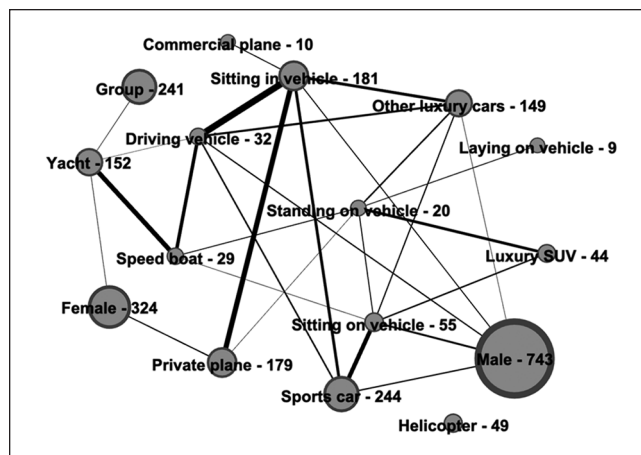 Commercial plane - 10
Sitting in vehicle - 181
Group - 241
Other luxury cars - 149
Driving vehicle - 32
Laying on vehicle - 9
Yacht - 152
Standing on vehicle - 20
Speed boat - 29
Luxury SUV - 44
Female - 324
Sitting on vehicle - 55
Private plane - 179
Male - 743
Sports car - 244
Helicopter - 49